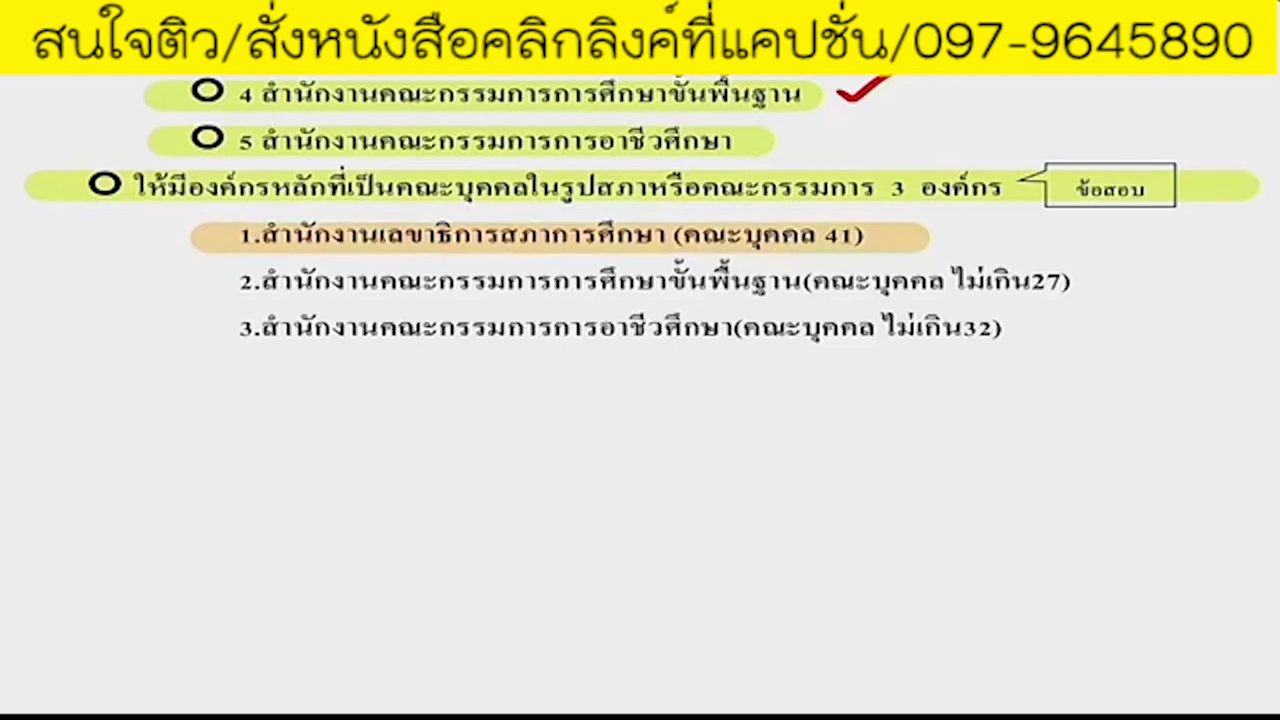 สนใจติว/สั่งหนังสือคลิกลิงค์ที่แคปชั่น/097-9645890
4 สำนักงานคณะกรรมการการศึกษาขั้นพื้นฐาน
5 สำนักงานคณะกรรมการการอาชีวศึกษา
ให้มีองค์กรหลักที่เป็นคณะบุคคลในรูปสภาหรือคณะกรรมการ 3 องค์กร ข้อสอบ
1.สำนักงานเลขาธิการสภาการศึกษา (คณะบุคคล 41)
2.สำนักงานคณะกรรมการการศึกษาขั้นพื้นฐาน(คณะบุคคล ไม่เกิน27)
3.สำนักงานคณะกรรมการการอาชีวศึกษา(คณะบุคคล ไม่เกิน32)